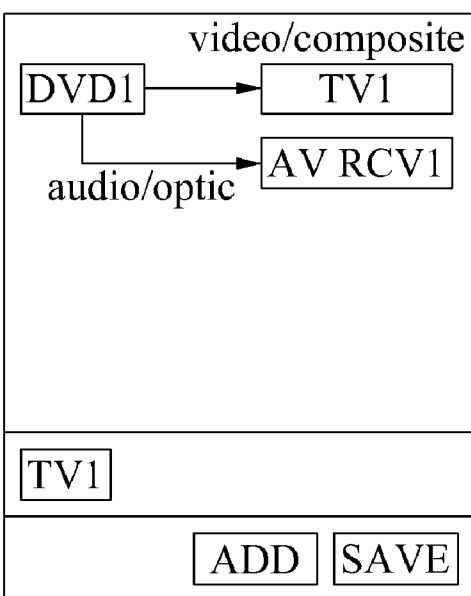 video/composite
DVD1 TV1
AV RCV1
audio/optic
TV1
ADD SAVE